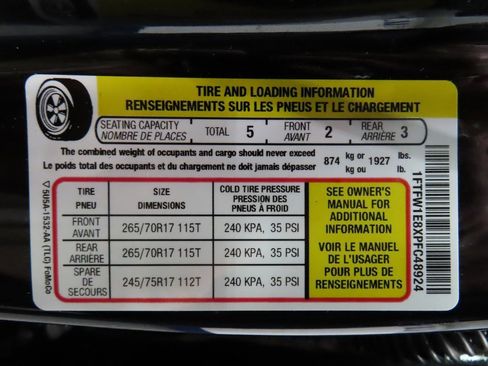 TIRE AND LOADING INFORMATION
RENSEIGNEMENTS SUR LES PNEUS ET LE CHARGEMENT
SEATING CAPACITY TOTAL 5 FRONT 2 REAR 3
NOMBRE DE PLACES AVANT ARRIÈRE
The combined weight of occupants and cargo should never exceed 874 kg or 1927 lbs.
Le poids total des occupants et du chargement ne doit jamais dépasser kg ou lb.
TIRE SIZE COLD TIRE PRESSURE
PNEU DIMENSIONS PRESSION DES PNEUS À FROID
FRONT AVANT 265/70R17 115T 240 KPA, 35 PSI
REAR ARRIÈRE 265/70R17 115T 240 KPA, 35 PSI
SPARE DE SECOURS 245/75R17 112T 240 KPA, 35 PSI
SEE OWNER'S
MANUAL FOR
ADDITIONAL
INFORMATION
VOIR LE MANUEL
DE L'USAGER
POUR PLUS DE
RENSEIGNEMENTS
5U5A-1532-AA (TLG) FoMoCo
1FTFW1E8XPFC48924